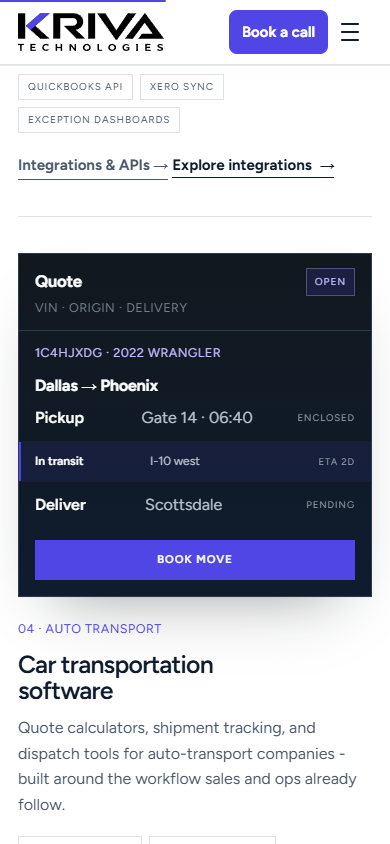 KRIVA
TECHNOLOGIES
Book a call
QUICKBOOKS API
XERO SYNC
EXCEPTION DASHBOARDS
Integrations & APIs → Explore integrations →
Quote
OPEN
VIN · ORIGIN · DELIVERY
1C4HJXDG · 2022 WRANGLER
Dallas → Phoenix
Pickup Gate 14 · 06:40 ENCLOSED
In transit I-10 west ETA 2D
Deliver Scottsdale PENDING
BOOK MOVE
04 · AUTO TRANSPORT
Car transportation
software
Quote calculators, shipment tracking, and
dispatch tools for auto-transport companies -
built around the workflow sales and ops already
follow.